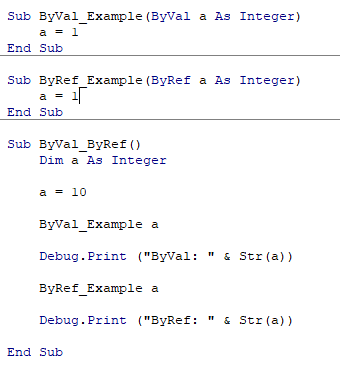 Sub ByVal_Example(ByVal a As Integer)
a = 1
End Sub
Sub ByRef_Example(ByRef a As Integer)
a = 1
End Sub
Sub ByVal_ByRef()
Dim a As Integer
a = 10
ByVal_Example a
Debug.Print ("ByVal: " & Str(a))
ByRef_Example a
Debug.Print ("ByRef: " & Str(a))
End Sub